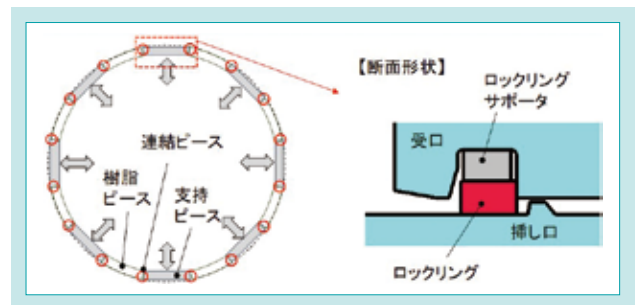 連結ピース
樹脂
ピース
支持
ピース
【断面形状】
ロックリング
サポータ
受口
挿し口
ロックリング